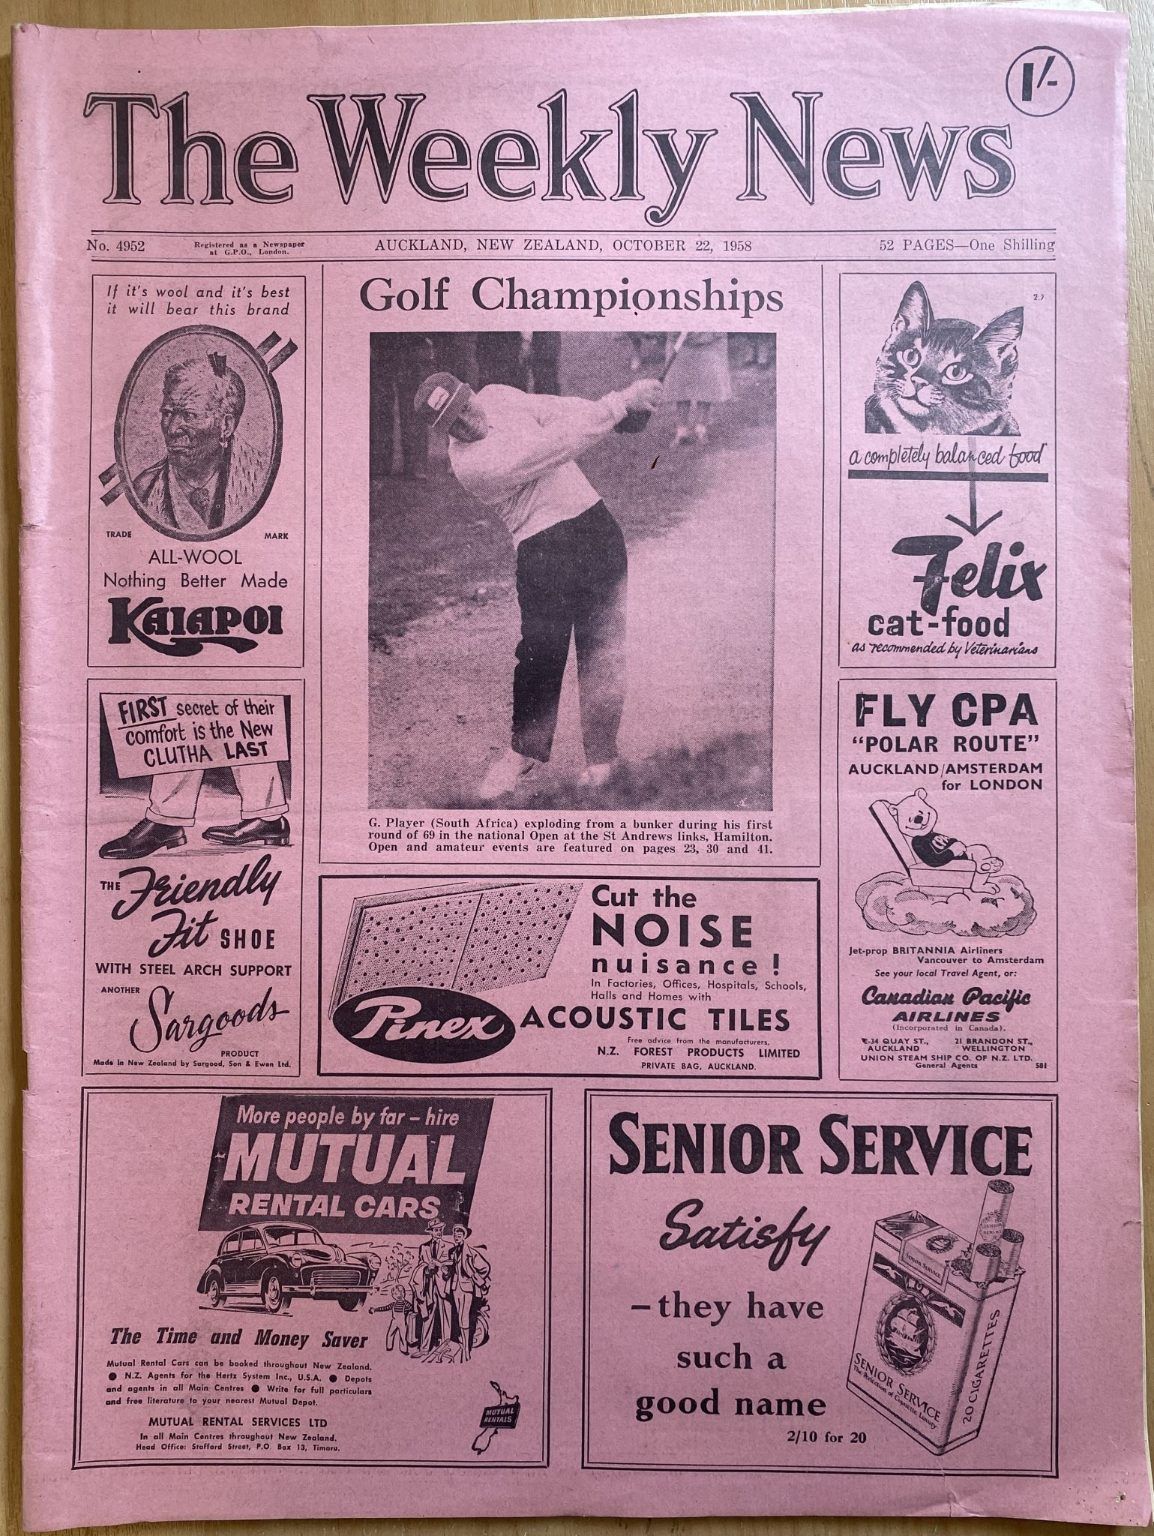 1/-
The Weekly News
No. 4952
Registered as a Newspaper
at G.P.O., London.
AUCKLAND, NEW ZEALAND, OCTOBER 22, 1958
52 PAGES—One Shilling
If it's wool and it's best
it will bear this brand
TRADE MARK
ALL-WOOL
Nothing Better Made
KAIAPOI
Golf Championships
G. Player (South Africa) exploding from a bunker during his first
round of 69 in the national Open at the St Andrews links, Hamilton.
Open and amateur events are featured on pages 23, 30 and 41.
2.7
a completely balanced food
Felix
cat-food
as recommended by Veterinarians
FIRST secret of their
comfort is the New
CLUTHA LAST
THE Friendly
Fit SHOE
WITH STEEL ARCH SUPPORT
ANOTHER
Sargoods
PRODUCT
Made in New Zealand by Sargood, Son & Ewen Ltd.
Cut the
NOISE
nuisance!
In Factories, Offices, Hospitals, Schools,
Halls and Homes with
Pinex ACOUSTIC TILES
Free advice from the manufacturers.
N.Z. FOREST PRODUCTS LIMITED
PRIVATE BAG, AUCKLAND.
FLY CPA
"POLAR ROUTE"
AUCKLAND/AMSTERDAM
for LONDON
Jet-prop BRITANNIA Airliners
Vancouver to Amsterdam
See your local Travel Agent, or:
Canadian Pacific
AIRLINES
(Incorporated in Canada).
QUAY ST., 21 BRANDON ST.,
AUCKLAND WELLINGTON
UNION STEAM SHIP CO. OF N.Z. LTD.
General Agents
More people by far – hire
MUTUAL
RENTAL CARS
The Time and Money Saver
Mutual Rental Cars can be booked throughout New Zealand.
● N.Z. Agents for the Hertz System Inc., U.S.A. ● Depots
and agents in all Main Centres ● Write for full particulars
and free literature to your nearest Mutual Depot.
MUTUAL RENTAL SERVICES LTD
In all Main Centres throughout New Zealand.
Head Office: Stafford Street, P.O. Box 13, Timaru.
MUTUAL
RENTALS
SENIOR SERVICE
Satisfy
–they have
such a
good name
2/10 for 20
SENIOR SERVICE
The Perfection of Cigarette Luxury
20 CIGARETTES